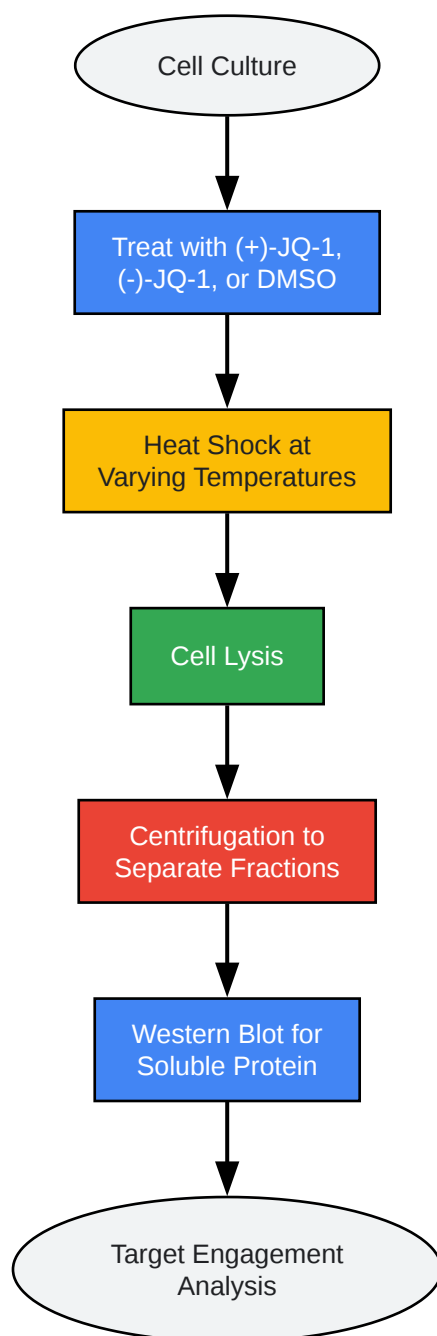 Cell Culture
Treat with (+)-JQ-1,
(-)-JQ-1, or DMSO
Heat Shock at
Varying Temperatures
Cell Lysis
Centrifugation to
Separate Fractions
Western Blot for
Soluble Protein
Target Engagement
Analysis